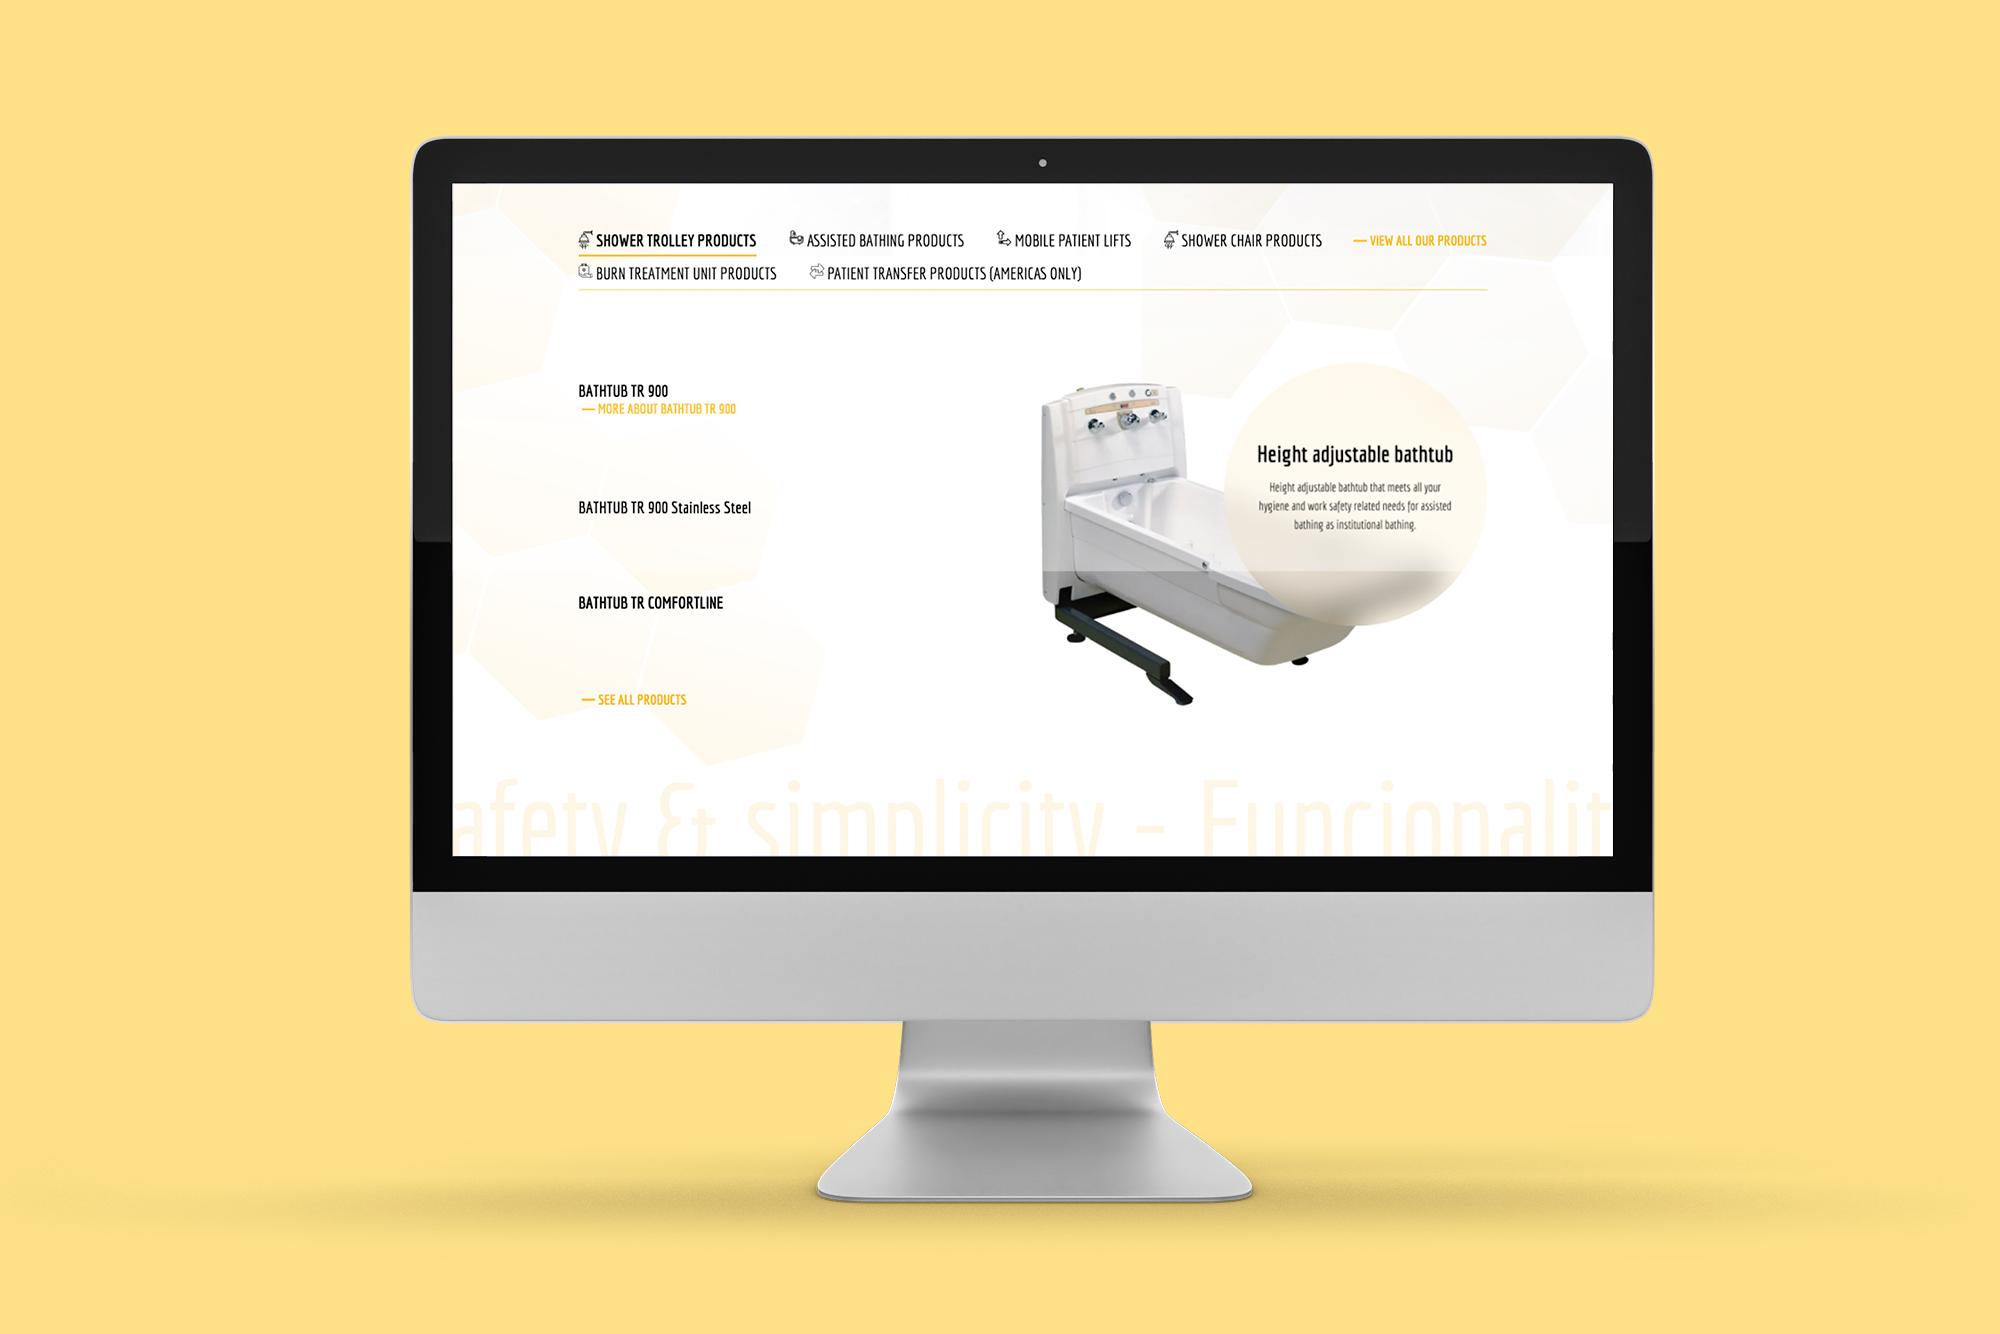 SHOWER TROLLEY PRODUCTS ASSISTED BATHING PRODUCTS MOBILE PATIENT LIFTS SHOWER CHAIR PRODUCTS — VIEW ALL OUR PRODUCTS
BURN TREATMENT UNIT PRODUCTS PATIENT TRANSFER PRODUCTS (AMERICAS ONLY)
BATHTUB TR 900
— MORE ABOUT BATHTUB TR 900
BATHTUB TR 900 Stainless Steel
BATHTUB TR COMFORTLINE
— SEE ALL PRODUCTS
Height adjustable bathtub
Height adjustable bathtub that meets all your
hygiene and work safety related needs for assisted
bathing as institutional bathing.
afety & simplicity - Funcionalit